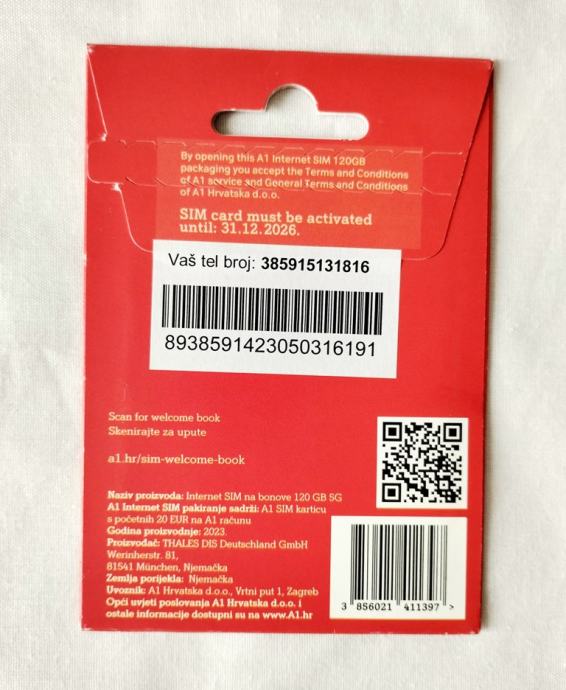 By opening this A1 Internet SIM 120GB
packaging you accept the Terms and Conditions
of A1 service and General Terms and Conditions
of A1 Hrvatska d.o.o.
SIM card must be activated
until: 31.12.2026.
Vaš tel broj: 385915131816
8938591423050316191
Scan for welcome book
Skenirajte za upute
a1.hr/sim-welcome-book
Naziv proizvoda: Internet SIM na bonove 120 GB SG
A1 Internet SIM pakiranje sadrži: A1 SIM karticu
s početnih 20 EUR na A1 računu
Godina proizvodnje: 2023.
Proizvođač: THALES DIS Deutschland GmbH
Werinherstr. 81,
81541 München, Njemačka
Zemlja porijekla: Njemačka
Uvoznik: A1 Hrvatska d.o.o., Vrtni put 1, Zagreb
Opći uvjeti poslovanja A1 Hrvatska d.o.o. i
ostale informacije dostupni su na www.A1.hr
3 856021 411397 >